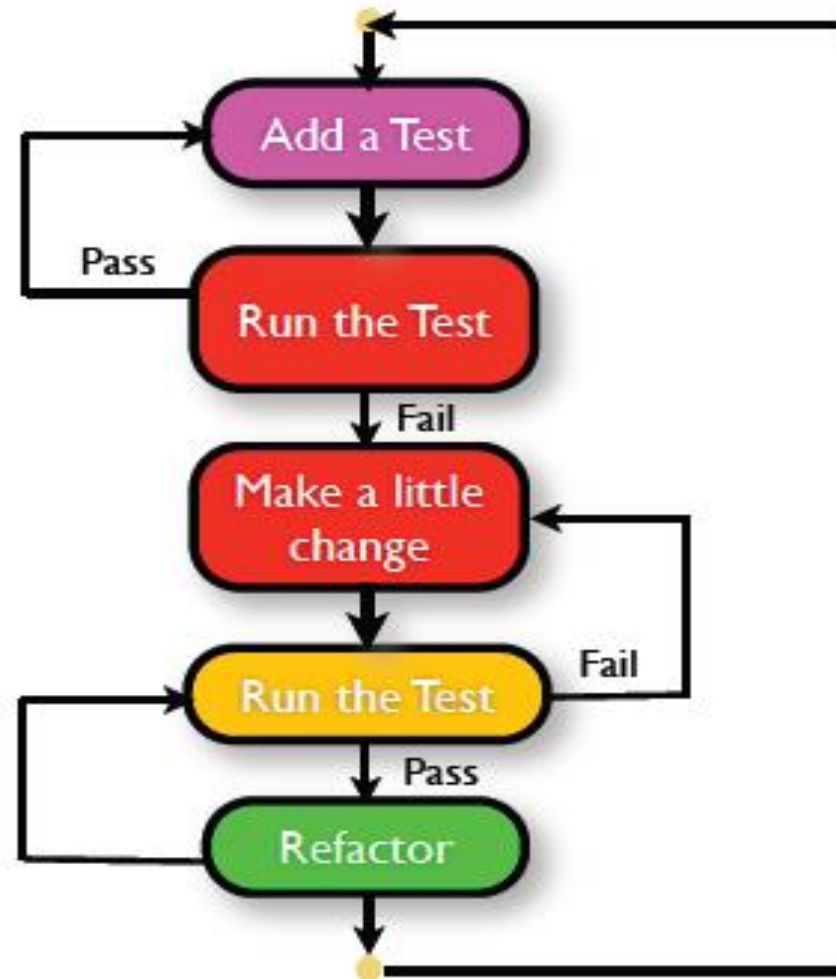 Add a Test
Pass
Run the Test
Fail
Make a little
change
Fail
Run the Test
Pass
Refactor